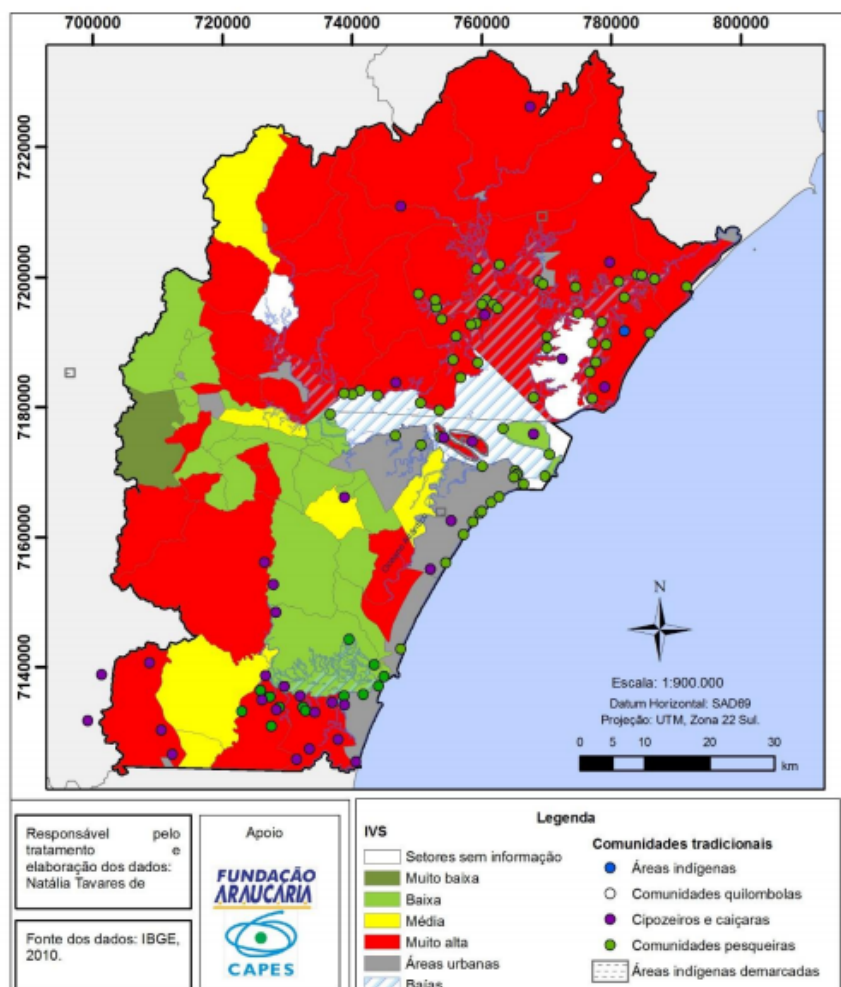 700000 720000 740000 760000 780000 800000
7220000
7200000
7180000
7160000
7140000
N
Escala: 1:900.000
Datum Horizontal: SAD69
Projeção: UTM, Zona 22 Sul.
0 5 10 20 30
km
Responsável pelo
tratamento e
elaboração dos dados:
Natália Tavares de
Fonte dos dados: IBGE,
2010.
Apoio
FUNDAÇÃO
ARAUCÁRIA
CAPES
Legenda
IVS
Setores sem informação
Muito baixa
Baixa
Média
Muito alta
Áreas urbanas
Baías
Comunidades tradicionais
Áreas indígenas
Comunidades quilombolas
Cipozeiros e caiçaras
Comunidades pesqueiras
Áreas indígenas demarcadas